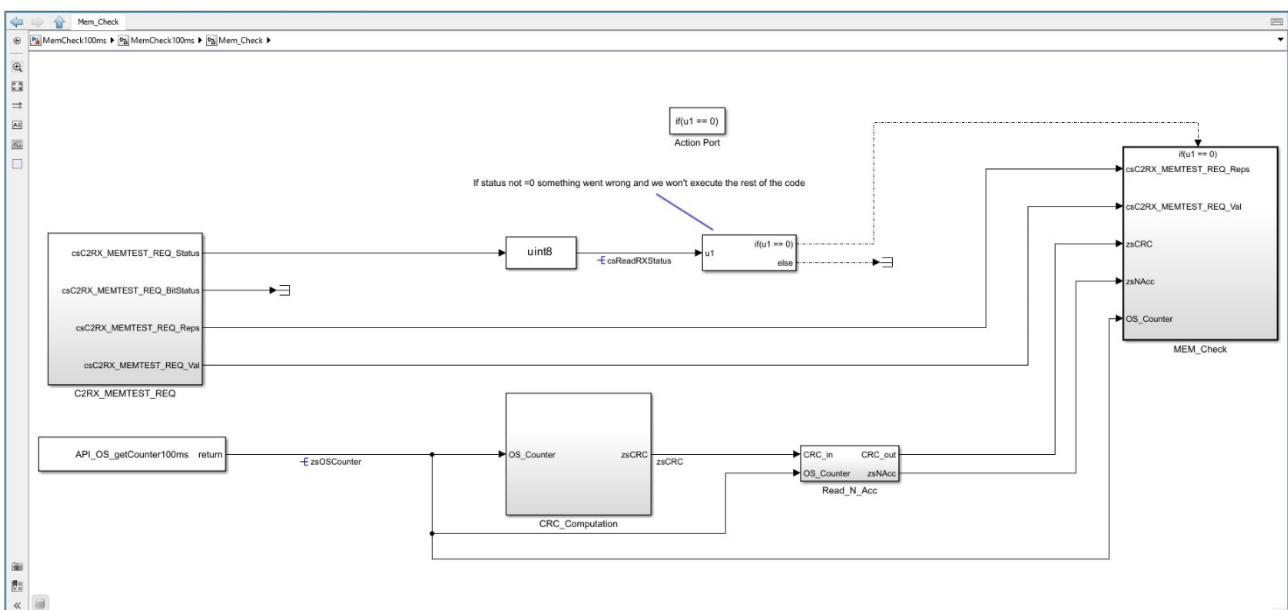 Mem_Check
MemCheck100ms MemCheck100ms Mem_Check
if(u1 == 0)
Action Port
If status not =0 something went wrong and we won't execute the rest of the code
csC2RX_MEMTEST_REQ_Status
csC2RX_MEMTEST_REQ_BitStatus
csC2RX_MEMTEST_REQ_Reps
csC2RX_MEMTEST_REQ_Val
C2RX_MEMTEST_REQ
uint8
csReadRXStatus
u1
if(u1 == 0)
else
if(u1 == 0)
csC2RX_MEMTEST_REQ_Reps
csC2RX_MEMTEST_REQ_Val
zsCRC
zsNAcc
OS_Counter
MEM_Check
API_OS_getCounter100ms return
zsOSCounter
OS_Counter zsCRC
CRC_Computation
zsCRC
CRC_in CRC_out
OS_Counter zsNAcc
Read_N_Acc